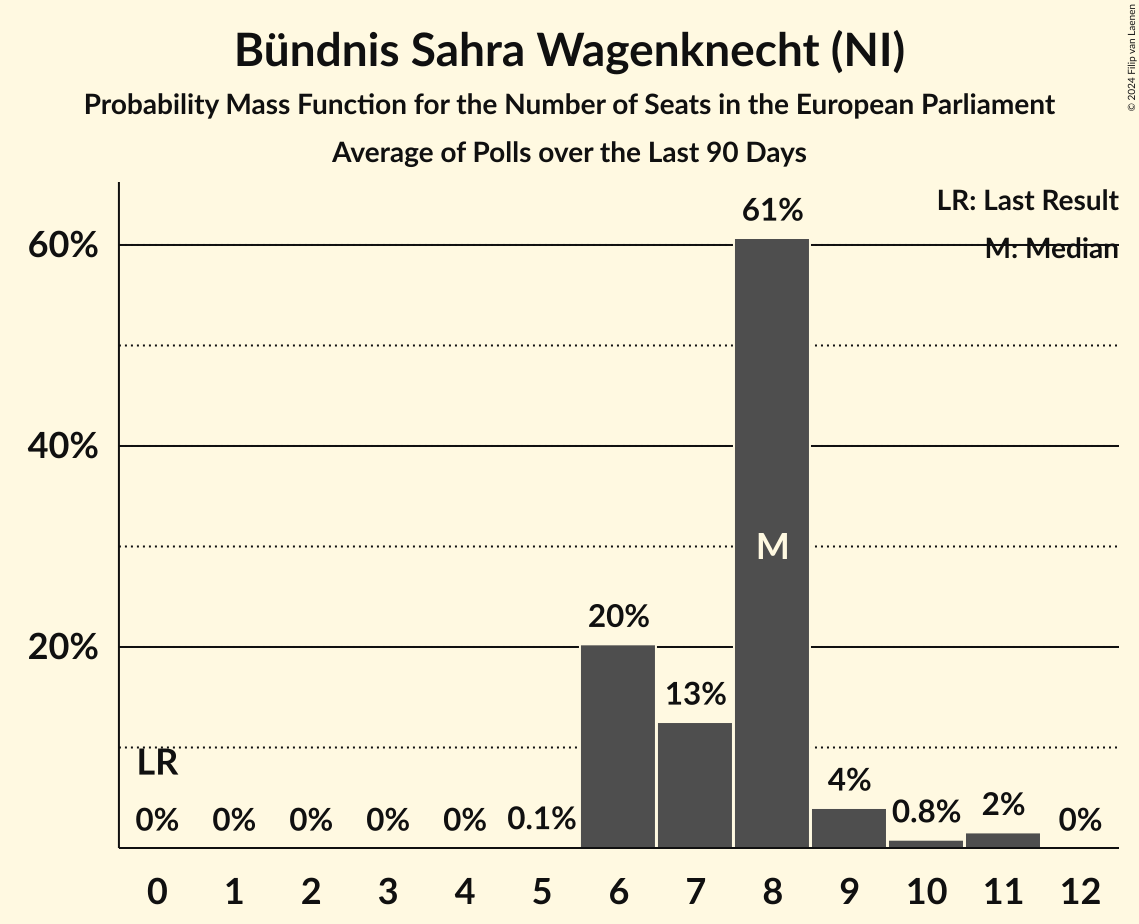 Bündnis Sahra Wagenknecht (NI)
Probability Mass Function for the Number of Seats in the European Parliament
Average of Polls over the Last 90 Days
© 2024 Filip van Laenen
LR: Last Result
M: Median
60%
40%
20%
61%
M
20%
13%
LR
0%
0%
0%
0%
0%
0.1%
4%
0.8%
2%
0%
0 1 2 3 4 5 6 7 8 9 10 11 12